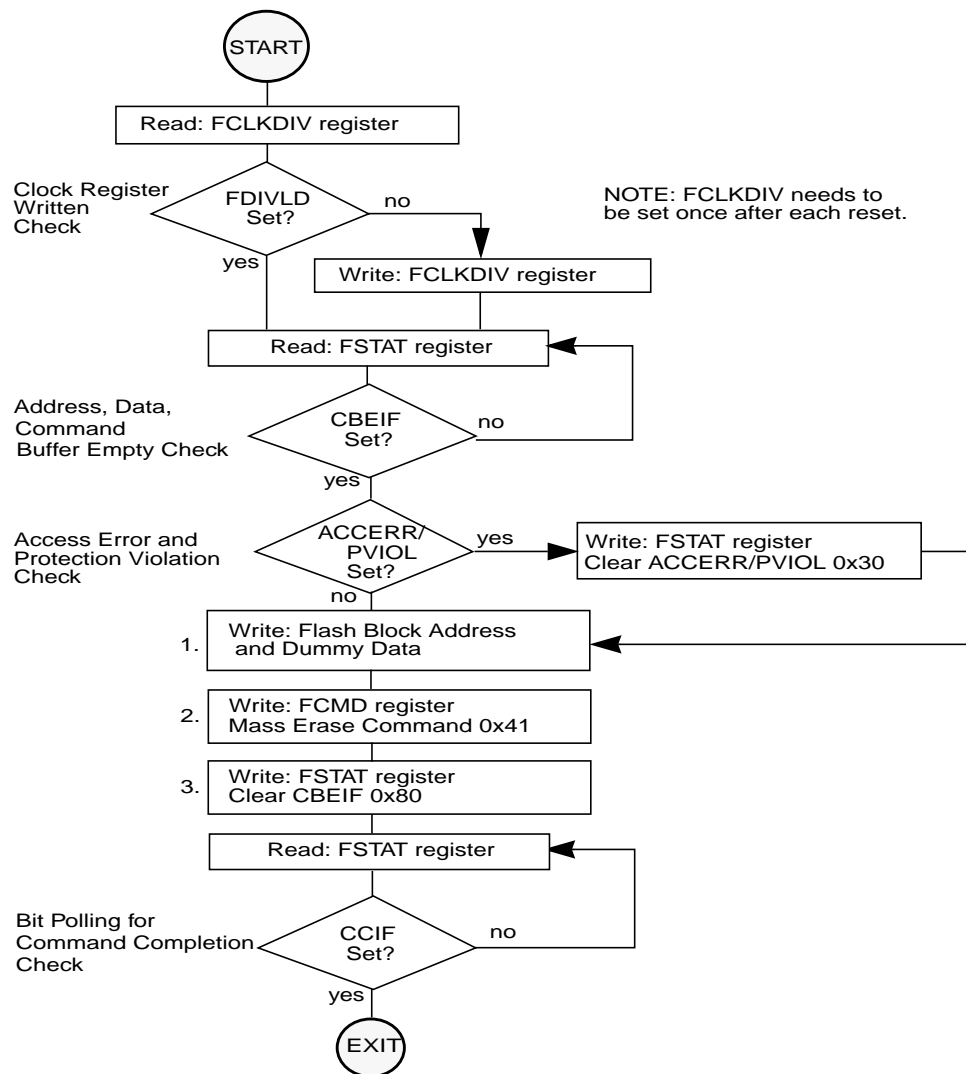 START
Read: FCLKDIV register
Clock Register
Written
Check
FDIVLD
Set?
no
yes
NOTE: FCLKDIV needs to
be set once after each reset.
Write: FCLKDIV register
Read: FSTAT register
Address, Data,
Command
Buffer Empty Check
CBEIF
Set?
no
yes
Access Error and
Protection Violation
Check
ACCERR/
PVIOL
Set?
yes
no
Write: FSTAT register
Clear ACCERR/PVIOL 0x30
1.
Write: Flash Block Address
and Dummy Data
2.
Write: FCMD register
Mass Erase Command 0x41
3.
Write: FSTAT register
Clear CBEIF 0x80
Read: FSTAT register
Bit Polling for
Command Completion
Check
CCIF
Set?
no
yes
EXIT